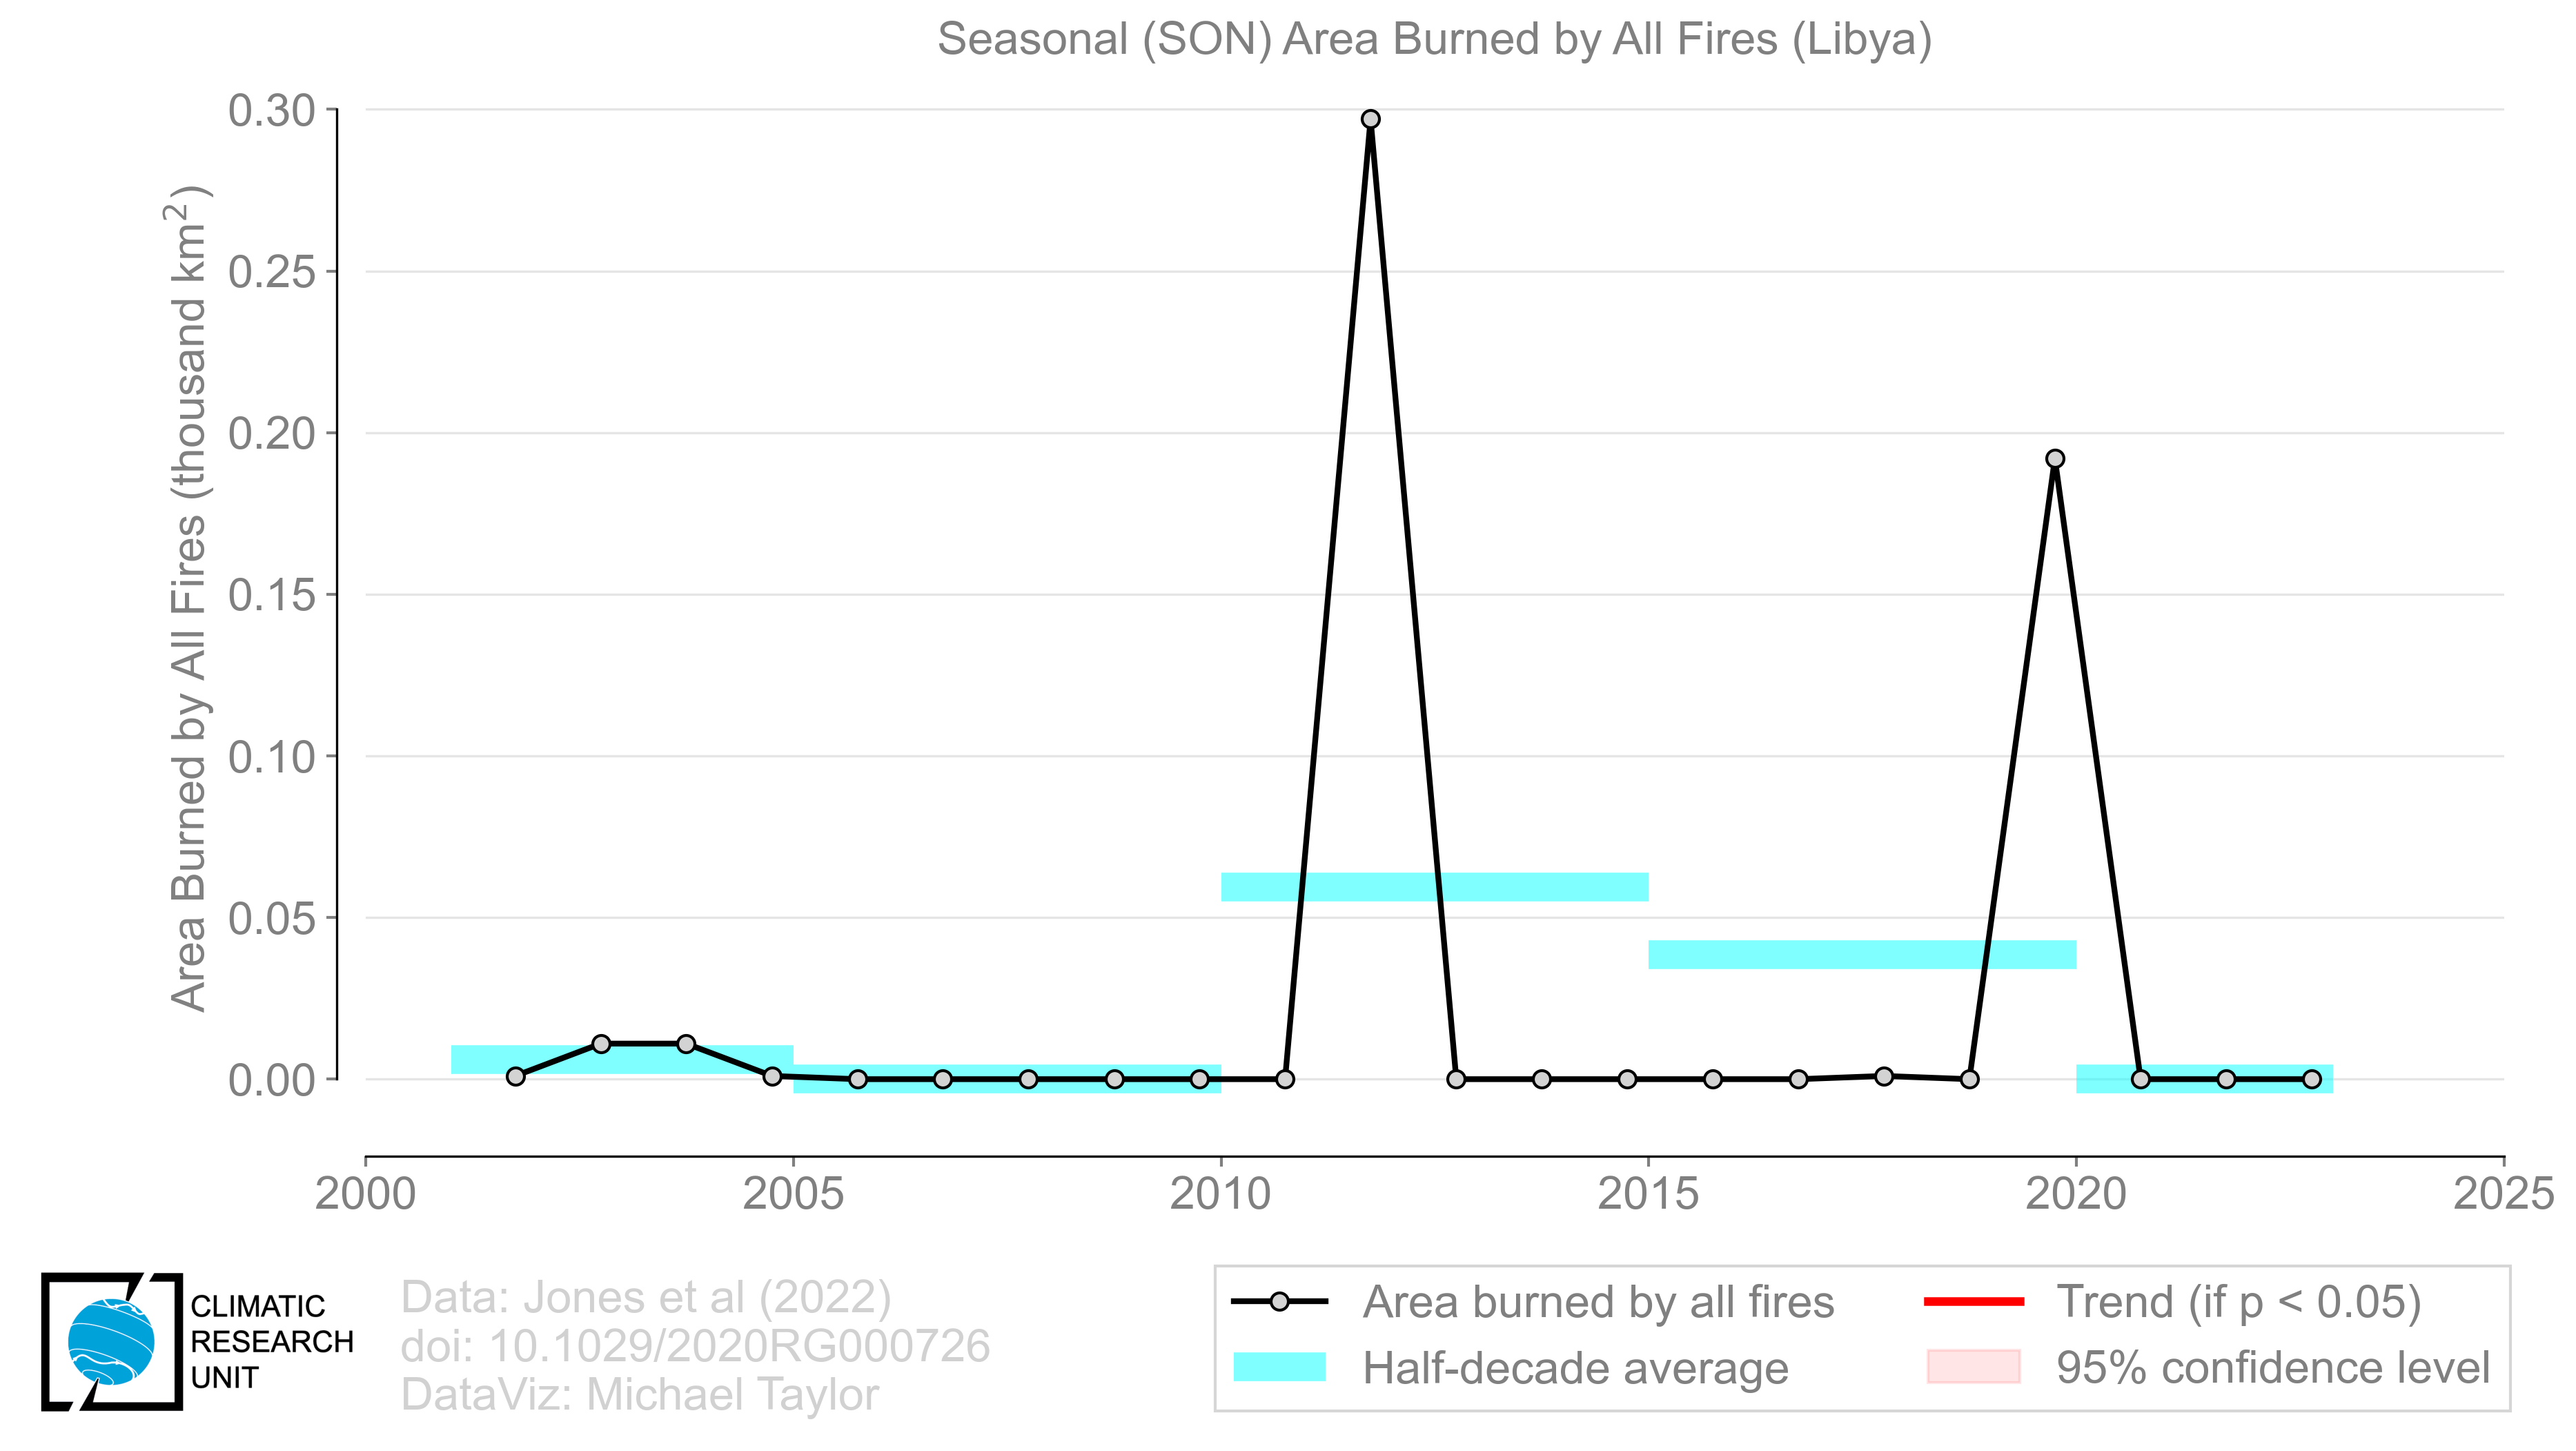 Seasonal (SON) Area Burned by All Fires (Libya)
Area Burned by All Fires (thousand km²)
0.30
0.25
0.20
0.15
0.10
0.05
0.00
2000 2005 2010 2015 2020 2025
CLIMATIC
RESEARCH
UNIT
Data: Jones et al (2022)
doi: 10.1029/2020RG000726
DataViz: Michael Taylor
Area burned by all fires
Half-decade average
Trend (if p < 0.05)
95% confidence level